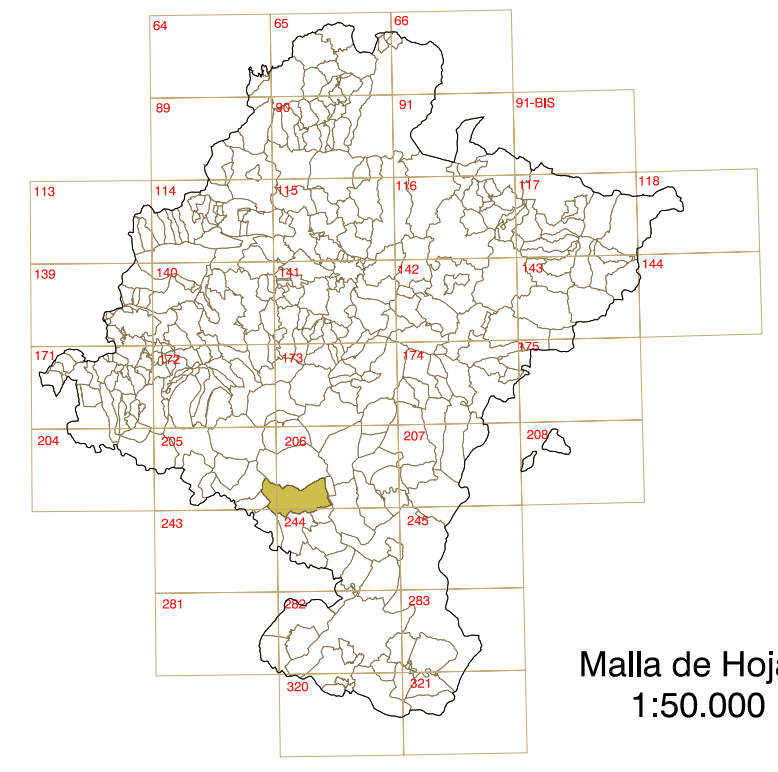 64 65 66
89 90 91 91-BIS
113 114 115 116 117 118
139 140 141 142 143 144
171 172 173 174 175
204 205 206 207 208
243 244 245
281 282 283
320 321
Malla de Hoja
1:50.000